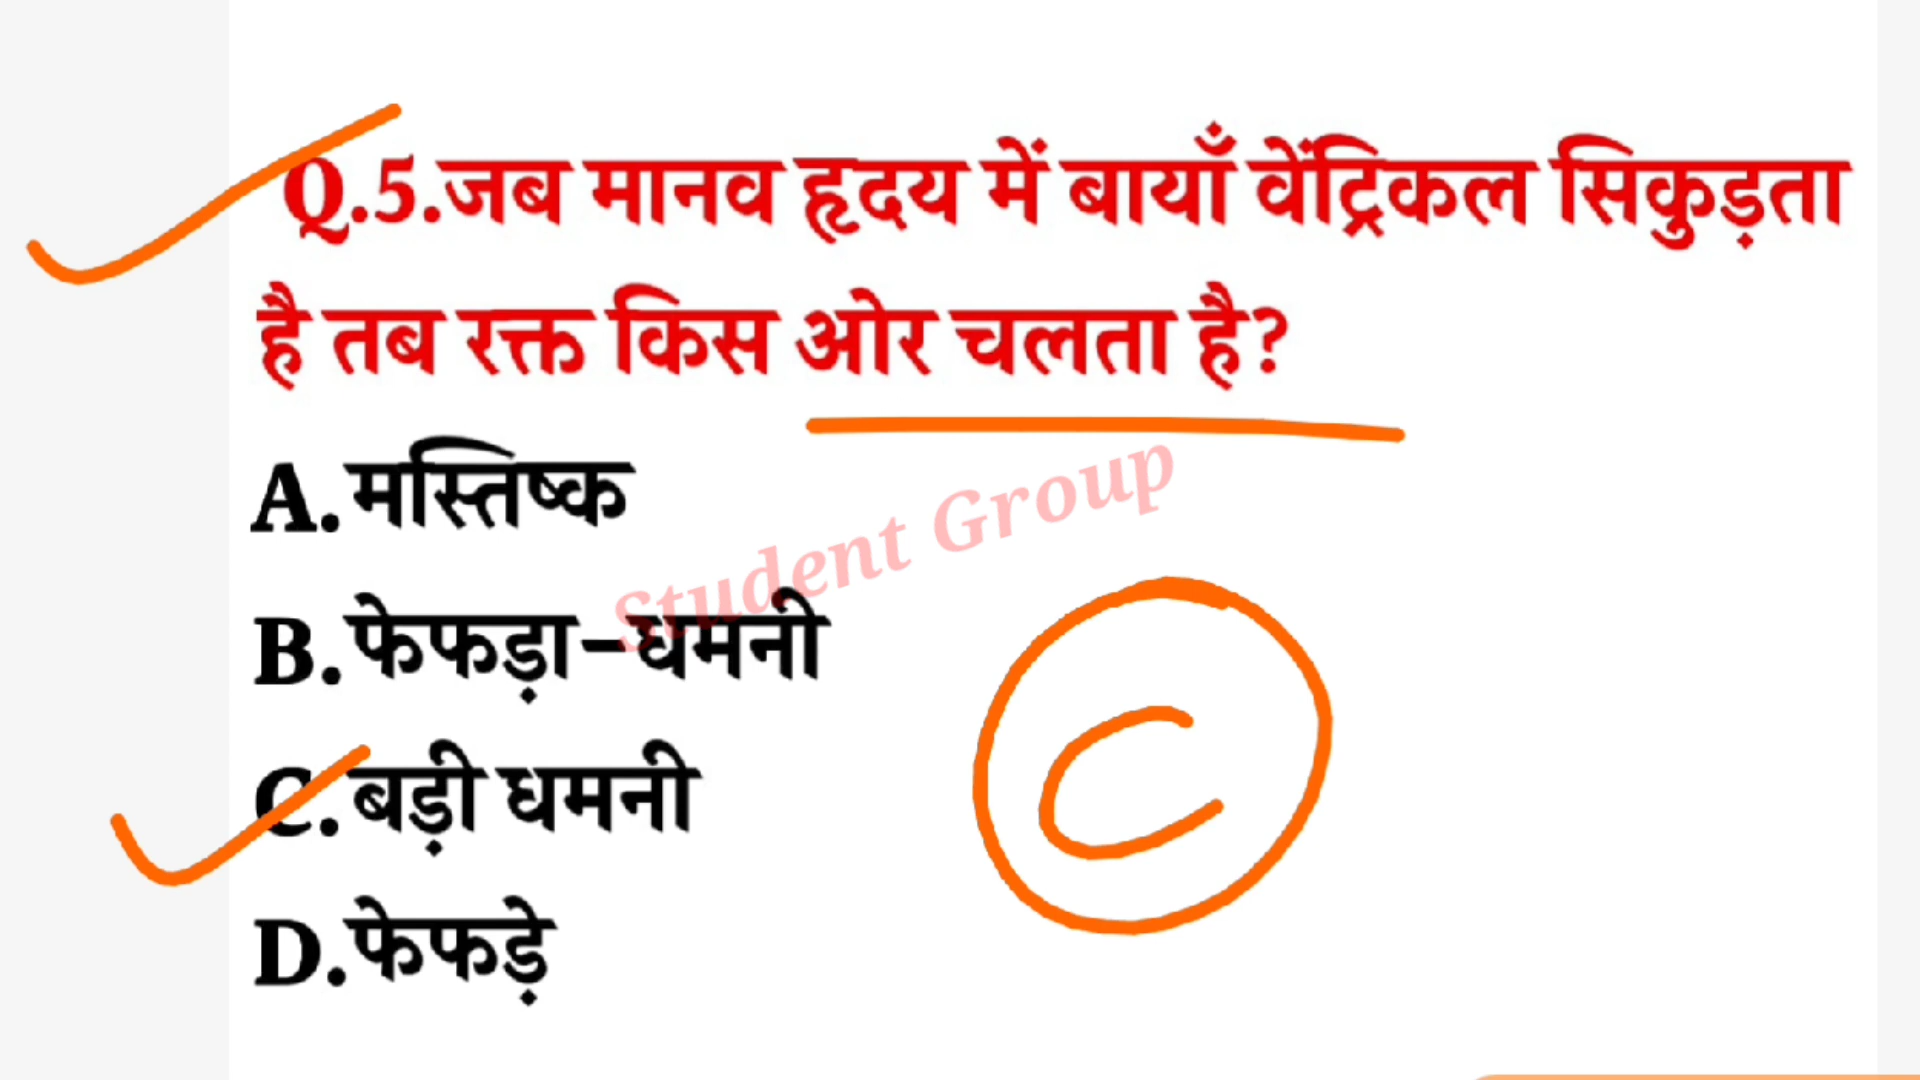 Q.5.जब मानव हृदय में बायाँ वेंट्रिकल सिकुड़ता
है तब रक्त किस ओर चलता है?
A.मस्तिष्क
Student Group
B.फेफड़ा–धमनी
C.बड़ी धमनी
C
D.फेफड़े